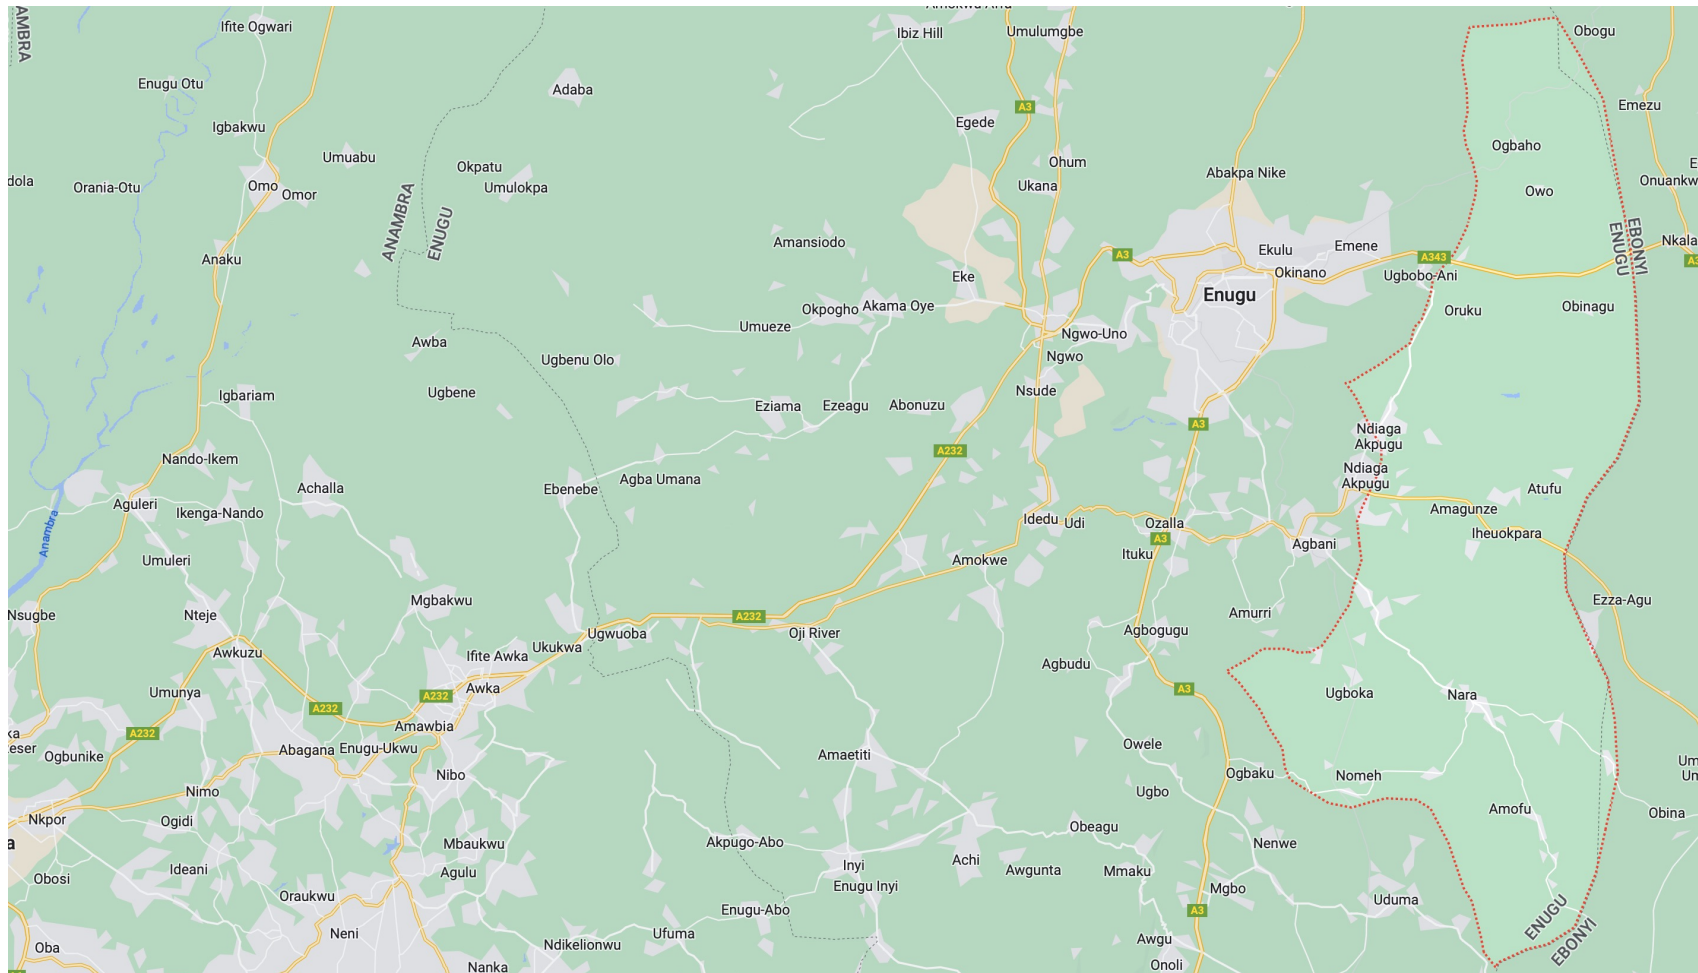 AMBRA
Ifite Ogwari
Ibiz Hill
Umulumgbe
Obogu
Enugu Otu
Adaba
A3
Emezu
Igbakwu
Egede
Umuabu
Okpatu
Ohum
Ogbaho
dola
Orania-Otu
Omo
Omor
Umulokpa
Ukana
Abakpa Nike
Owo
Onuankw
ANAMBRA
ENUGU
Amansiodo
A3
Ekulu
Emene
A343
ENUGU
EBONYI
Nkala
Anaku
Eke
Okinano
Ugbobo-Ani
Enugu
Okpogho
Akama Oye
Oruku
Obinagu
Umueze
Ngwo-Uno
Awba
Ugbenu Olo
Ngwo
Igbariam
Ugbene
Nsude
Eziama
Ezeagu
Abonuzu
A3
Ndiaga
Akpugu
A232
Nando-Ikem
Ndiaga
Akpugu
Achalla
Ebenebe
Agba Umana
Atufu
Aguleri
Ikenga-Nando
Amagunze
Idedu
Udi
Ozalla
Iheuokpara
Anambra
A3
Agbani
Umuleri
Ituku
Amokwe
Mgbakwu
Ezza-Agu
Nsugbe
Nteje
A232
Amurri
Ugwuoba
Oji River
Agbogugu
Awkuzu
Ifite Awka
Ukukwa
Agbudu
Umunya
A232
Awka
A3
Ugboka
Nara
A232
A232
Amawbia
ka
eser
Ogbunike
Abagana
Enugu-Ukwu
Amaetiti
Owele
Um
Un
Nibo
Ogbaku
Nomeh
Nimo
Ugbo
Amofu
Obina
Nkpor
Ogidi
Obeagu
a
Mbaukwu
Akpugo-Abo
Nenwe
Ideani
Agulu
Inyi
Achi
Awgunta
Mmaku
Obosi
Enugu Inyi
Mgbo
Oraukwu
Uduma
Enugu-Abo
A3
ENUGU
EBONYI
Oba
Neni
Ndikelionwu
Ufuma
Awgu
Nanka
Onoli